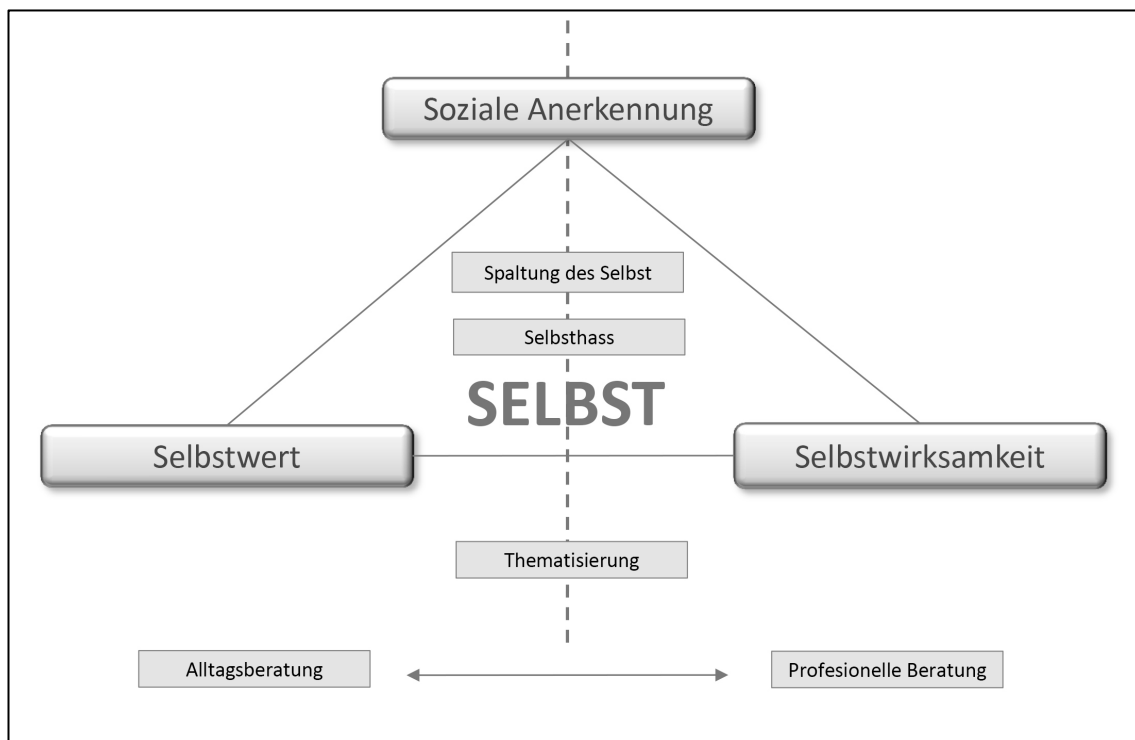 Soziale Anerkennung
Spaltung des Selbst
Selbsthass
SELBST
Selbstwert
Selbstwirksamkeit
Thematisierung
Alltagsberatung
Profesionelle Beratung